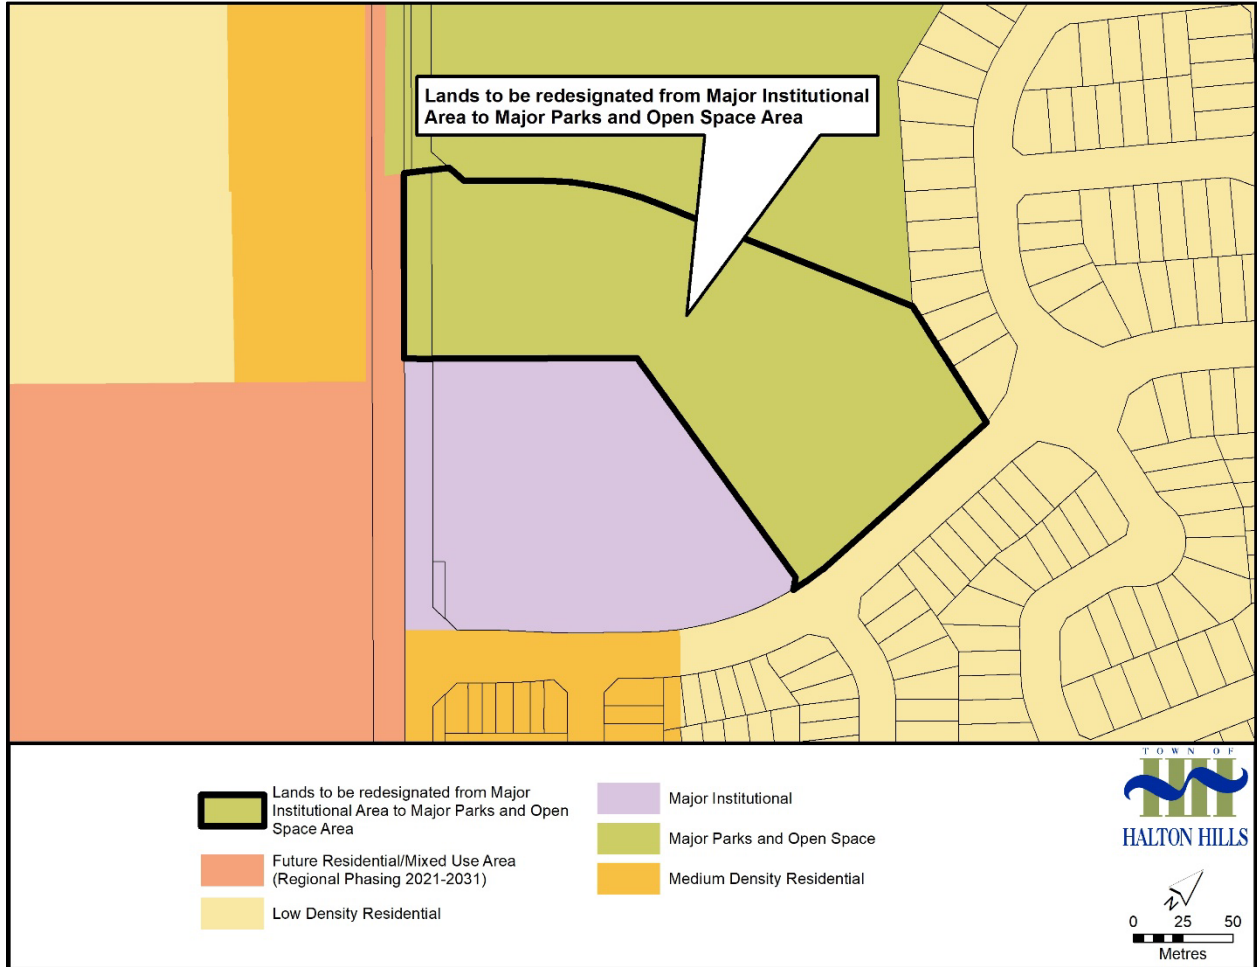 Lands to be redesignated from Major Institutional
Area to Major Parks and Open Space Area
Lands to be redesignated from Major
Institutional Area to Major Parks and Open
Space Area
Future Residential/Mixed Use Area
(Regional Phasing 2021-2031)
Low Density Residential
Major Institutional
Major Parks and Open Space
Medium Density Residential
TOWN OF
HALTON HILLS
N
0 25 50
Metres